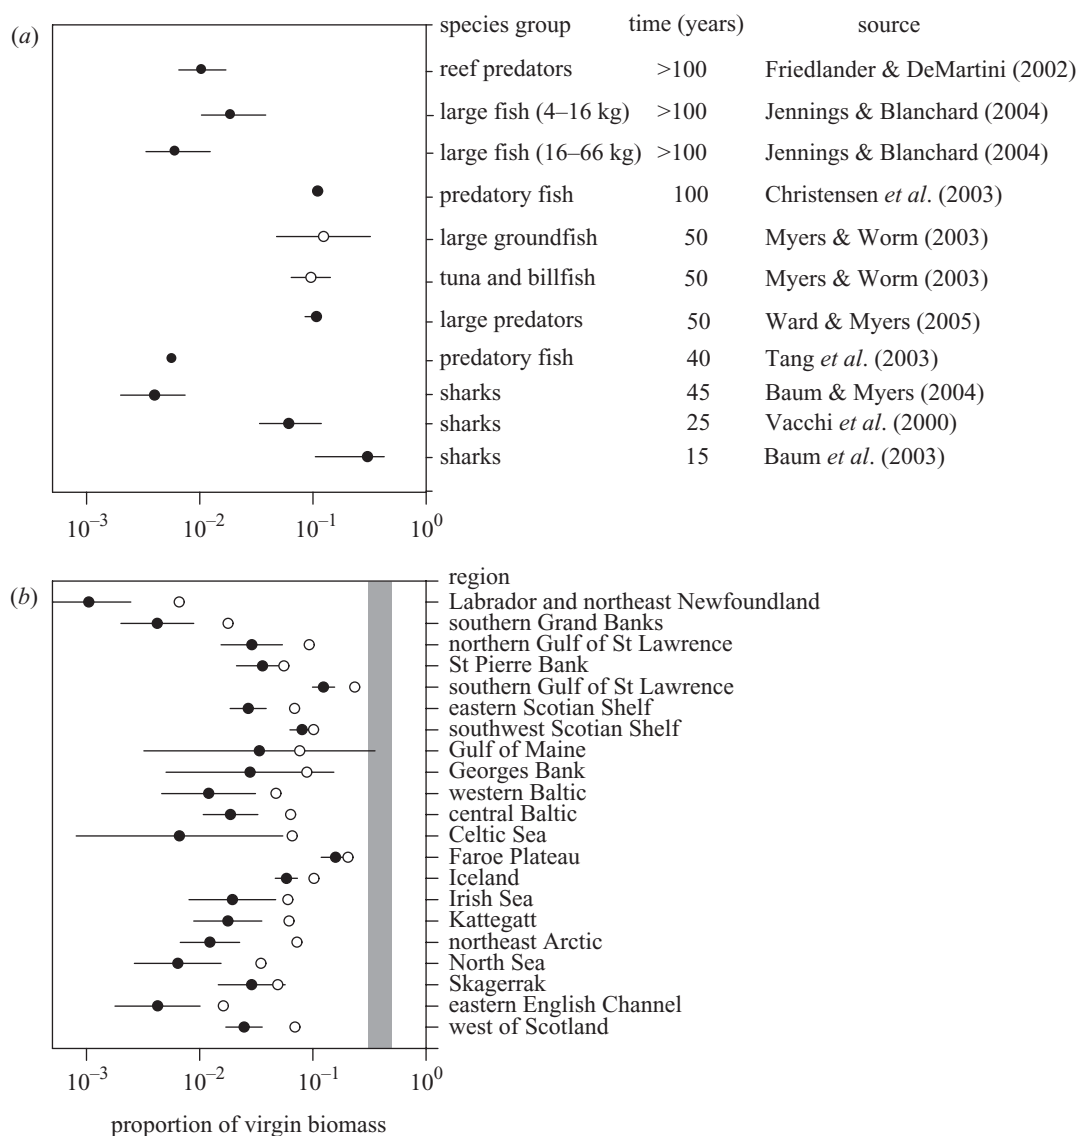 (a)
species group time (years) source
reef predators >100 Friedlander & DeMartini (2002)
large fish (4–16 kg) >100 Jennings & Blanchard (2004)
large fish (16–66 kg) >100 Jennings & Blanchard (2004)
predatory fish 100 Christensen et al. (2003)
large groundfish 50 Myers & Worm (2003)
tuna and billfish 50 Myers & Worm (2003)
large predators 50 Ward & Myers (2005)
predatory fish 40 Tang et al. (2003)
sharks 45 Baum & Myers (2004)
sharks 25 Vacchi et al. (2000)
sharks 15 Baum et al. (2003)
10⁻³ 10⁻² 10⁻¹ 10⁰
(b)
region
Labrador and northeast Newfoundland
southern Grand Banks
northern Gulf of St Lawrence
St Pierre Bank
southern Gulf of St Lawrence
eastern Scotian Shelf
southwest Scotian Shelf
Gulf of Maine
Georges Bank
western Baltic
central Baltic
Celtic Sea
Faroe Plateau
Iceland
Irish Sea
Kattegatt
northeast Arctic
North Sea
Skagerrak
eastern English Channel
west of Scotland
10⁻³ 10⁻² 10⁻¹ 10⁰
proportion of virgin biomass